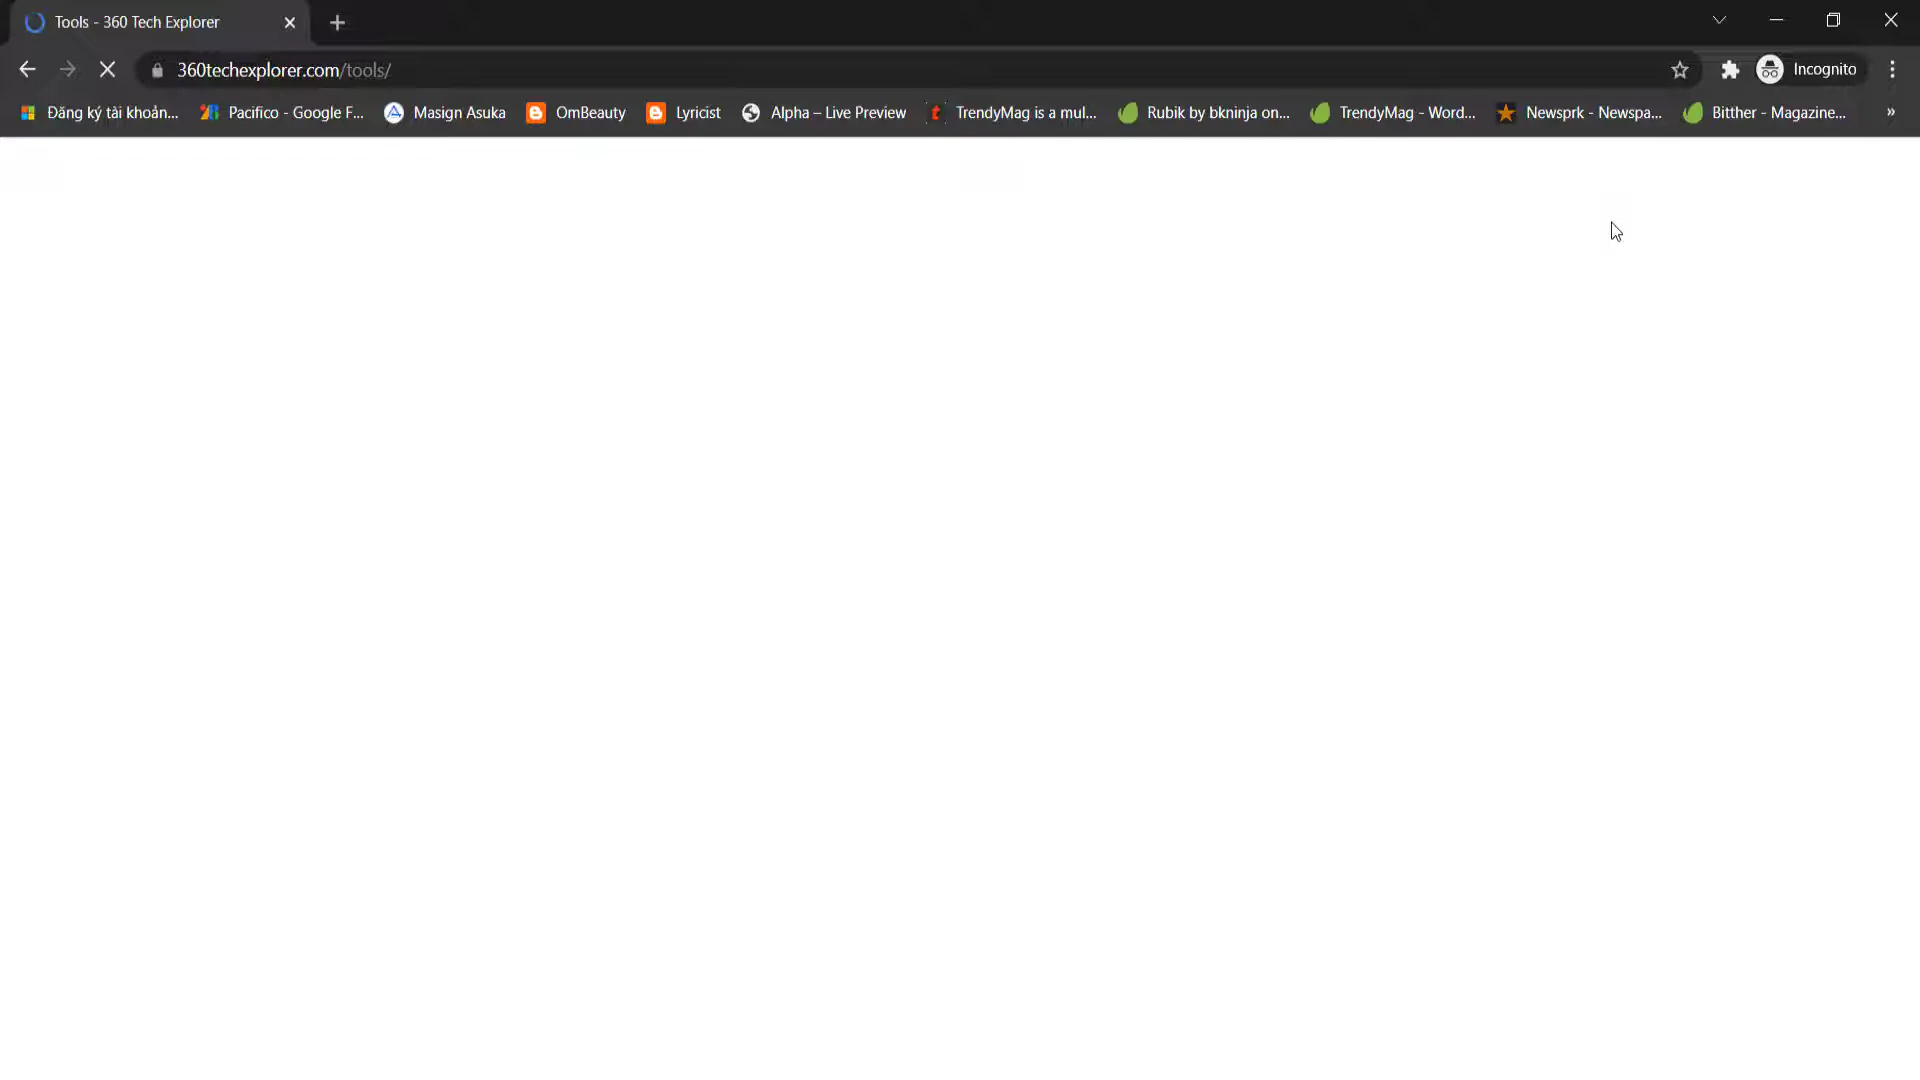 Tools - 360 Tech Explorer
360techexplorer.com/tools/
Incognito
Đăng ký tài khoản... Pacifico - Google F... Masign Asuka OmBeauty Lyricist Alpha – Live Preview TrendyMag is a mul... Rubik by bkninja on... TrendyMag - Word... Newsprk - Newspa... Bitther - Magazine... »